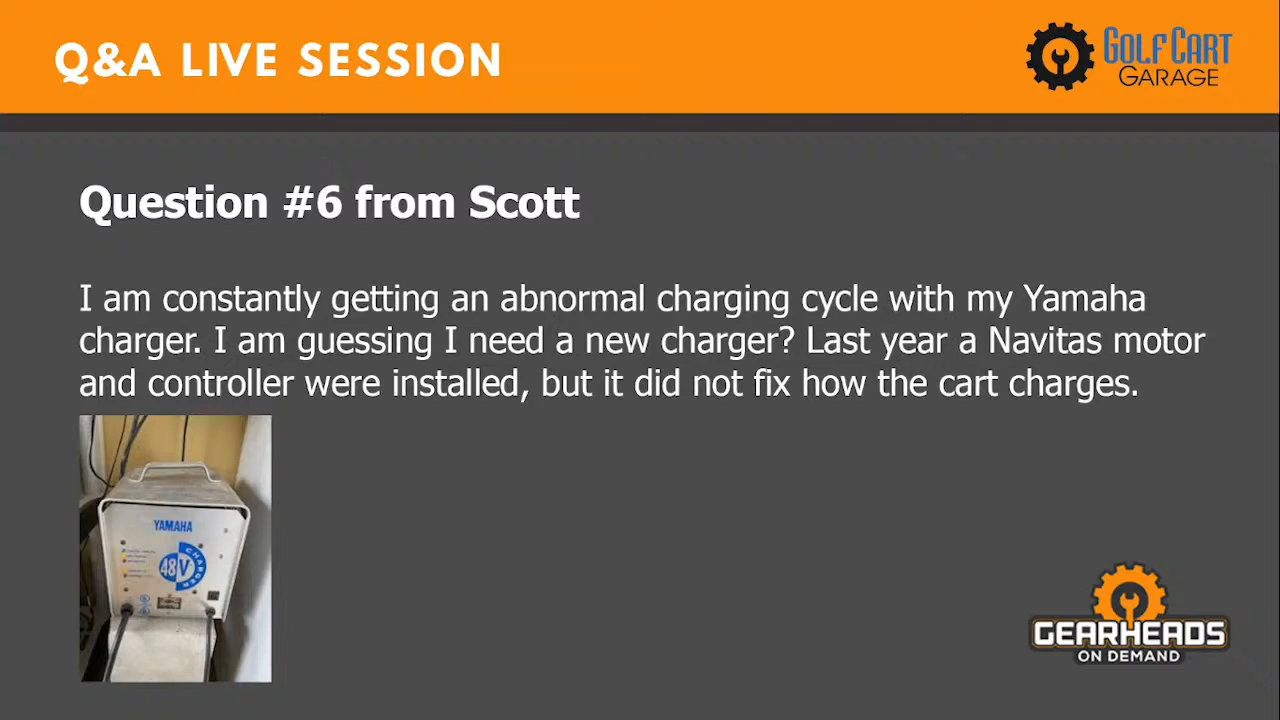 Q&A LIVE SESSION
GOLF CART
GARAGE
Question #6 from Scott
I am constantly getting an abnormal charging cycle with my Yamaha
charger. I am guessing I need a new charger? Last year a Navitas motor
and controller were installed, but it did not fix how the cart charges.
YAMAHA
48V
CHARGER
GEARHEADS
ON DEMAND